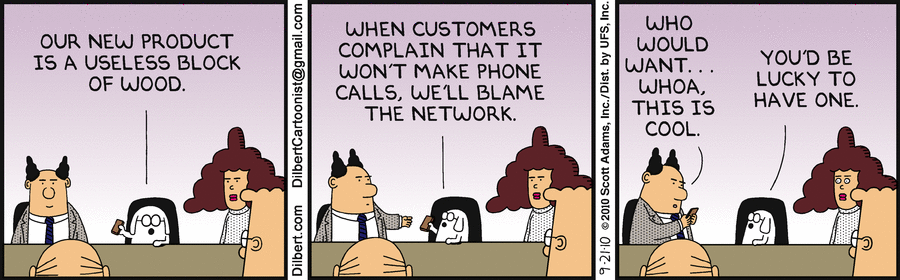 OUR NEW PRODUCT
IS A USELESS BLOCK
OF WOOD.
Dilbert.com DilbertCartoonist@gmail.com
WHEN CUSTOMERS
COMPLAIN THAT IT
WON'T MAKE PHONE
CALLS, WE'LL BLAME
THE NETWORK.
9-21-10 ©2010 Scott Adams, Inc./Dist. by UFS, Inc.
WHO
WOULD
WANT...
WHOA,
THIS IS
COOL.
YOU'D BE
LUCKY TO
HAVE ONE.